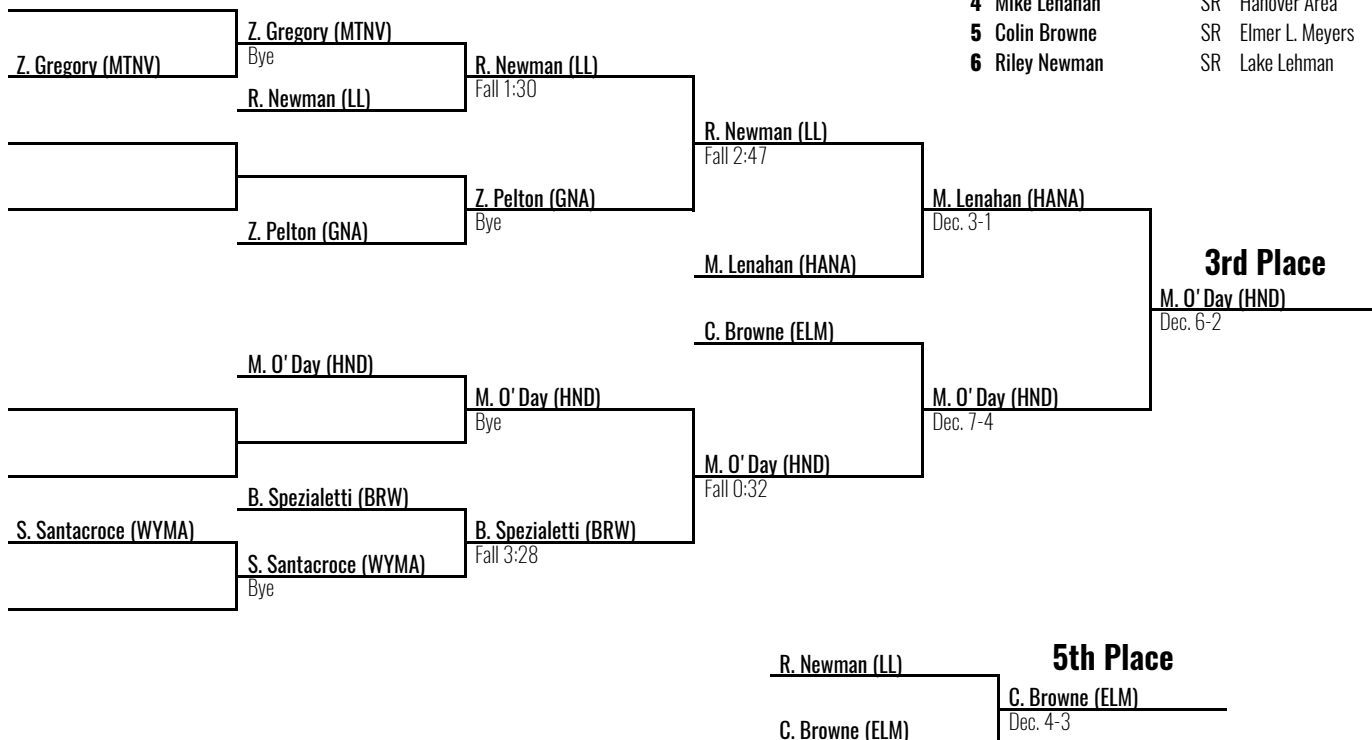 4 Mike Lenahan SR Hanover Area
5 Colin Browne SR Elmer L. Meyers
6 Riley Newman SR Lake Lehman
Z. Gregory (MTNV)
Bye
Z. Gregory (MTNV)
R. Newman (LL)
Fall 1:30
R. Newman (LL)
R. Newman (LL)
Fall 2:47
Z. Pelton (GNA)
Bye
M. Lenahan (HANA)
Dec. 3-1
Z. Pelton (GNA)
M. Lenahan (HANA)
3rd Place
M. O'Day (HND)
Dec. 6-2
C. Browne (ELM)
M. O'Day (HND)
M. O'Day (HND)
Bye
M. O'Day (HND)
Dec. 7-4
M. O'Day (HND)
Fall 0:32
B. Spezialetti (BRW)
S. Santacroce (WYMA)
B. Spezialetti (BRW)
Fall 3:28
S. Santacroce (WYMA)
Bye
5th Place
R. Newman (LL)
C. Browne (ELM)
Dec. 4-3
C. Browne (ELM)